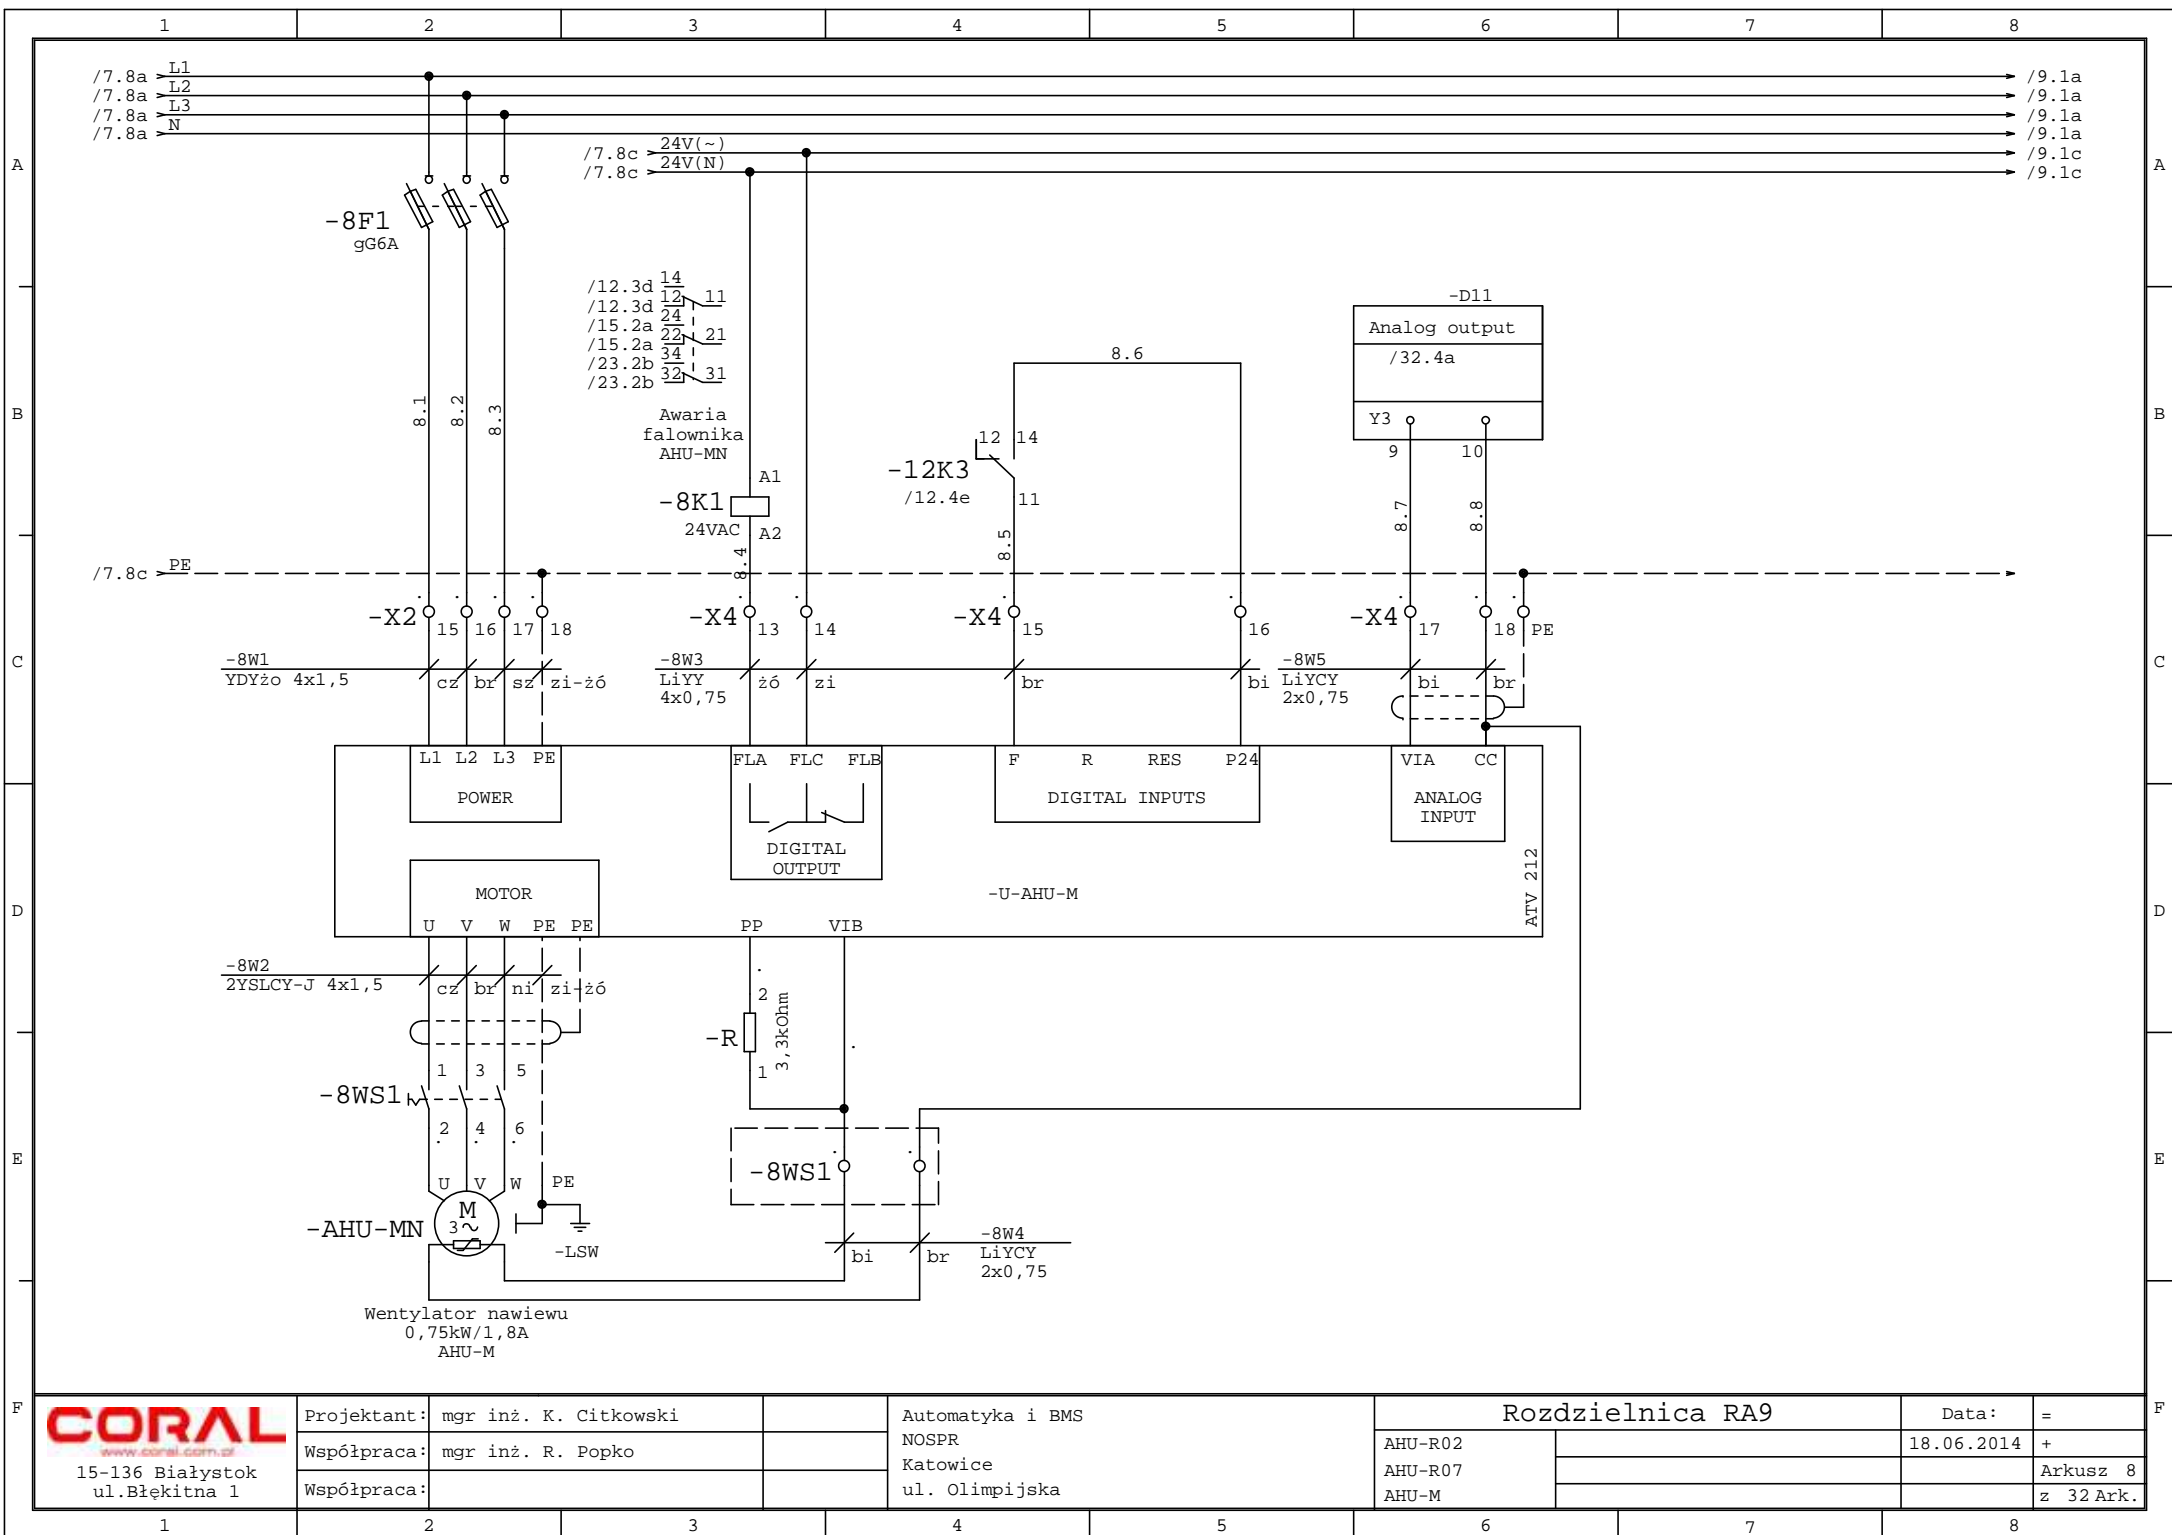 1 2 3 4 5 6 7 8
/7.8a L1 /9.1a
/7.8a L2 /9.1a
/7.8a L3 /9.1a
/7.8a N /9.1a
/7.8c 24V(~) /9.1c
/7.8c 24V(N) /9.1c
A A
-8F1
gG6A
/12.3d 14
/12.3d 12 11
/15.2a 24
/15.2a 22 21
/23.2b 34
/23.2b 32 31
-D11
Analog output
/32.4a
Y3
9 10
8.6
B B
8.1 8.2 8.3
Awaria
falownika
AHU-MN
12 14
-12K3
/12.4e 11
A1
-8K1
24VAC A2
8.4 8.5 8.7 8.8
/7.8c PE
-X2 15 16 17 18
-X4 13 14
-X4 15 16
-X4 17 18 PE
C C
-8W1
YDYżo 4x1,5 cz br sz zi-żó
-8W3
LiYY żó zi br bi
4x0,75
-8W5
LiYCY bi br
2x0,75
L1 L2 L3 PE
POWER
FLA FLC FLB
DIGITAL
OUTPUT
F R RES P24
DIGITAL INPUTS
VIA CC
ANALOG
INPUT
ATV 212
MOTOR
-U-AHU-M
D D
U V W PE PE
PP VIB
-8W2
2YSLCY-J 4x1,5 cz br ni zi-żó
2
-R 3,3kOhm
1
1 3 5
-8WS1
2 4 6
E E
-8WS1
U V W PE
M
3~
-AHU-MN
-LSW
bi br
-8W4
LiYCY
2x0,75
Wentylator nawiewu
0,75kW/1,8A
AHU-M
F F
CORAL
www.coral.com.pl
15-136 Białystok
ul.Błękitna 1
Projektant: mgr inż. K. Citkowski
Współpraca: mgr inż. R. Popko
Współpraca:
Automatyka i BMS
NOSPR
Katowice
ul. Olimpijska
Rozdzielnica RA9
AHU-R02
AHU-R07
AHU-M
Data: =
18.06.2014 +
Arkusz 8
z 32 Ark.
1 2 3 4 5 6 7 8